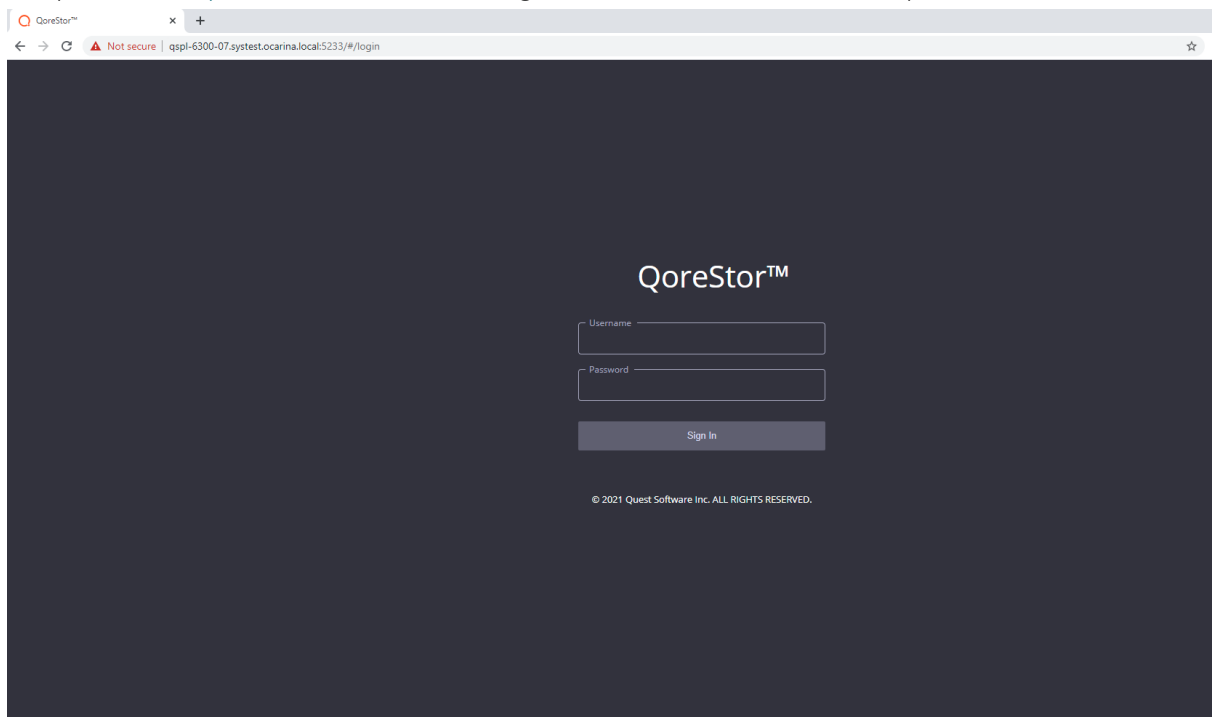 QoreStor™
Not secure | qspl-6300-07.systest.ocarina.local:5233/#/login
QoreStor™
Username
Password
Sign In
© 2021 Quest Software Inc. ALL RIGHTS RESERVED.